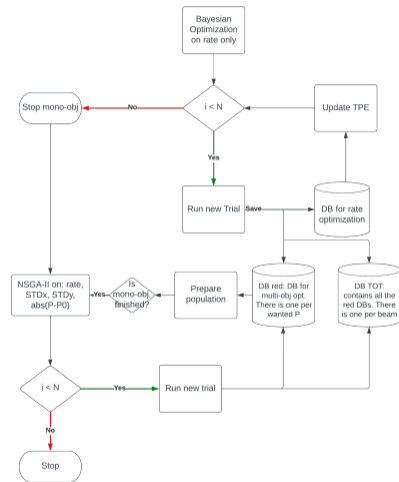 Bayesian
Optimization
on rate only
Stop mono-obj
No
i < N
Update TPE
Yes
Run new Trial
Save
DB for rate
optimization
NSGA-II on: rate,
STDx, STDy,
abs(P-P0)
Yes
Is
mono-obj
finished?
Prepare
population
DB red: DB for
multi-obj opt.
There is one per
wanted P
DB TOT:
contains all the
red DBs. There
is one per beam
i < N
Yes
Run new trial
No
Stop